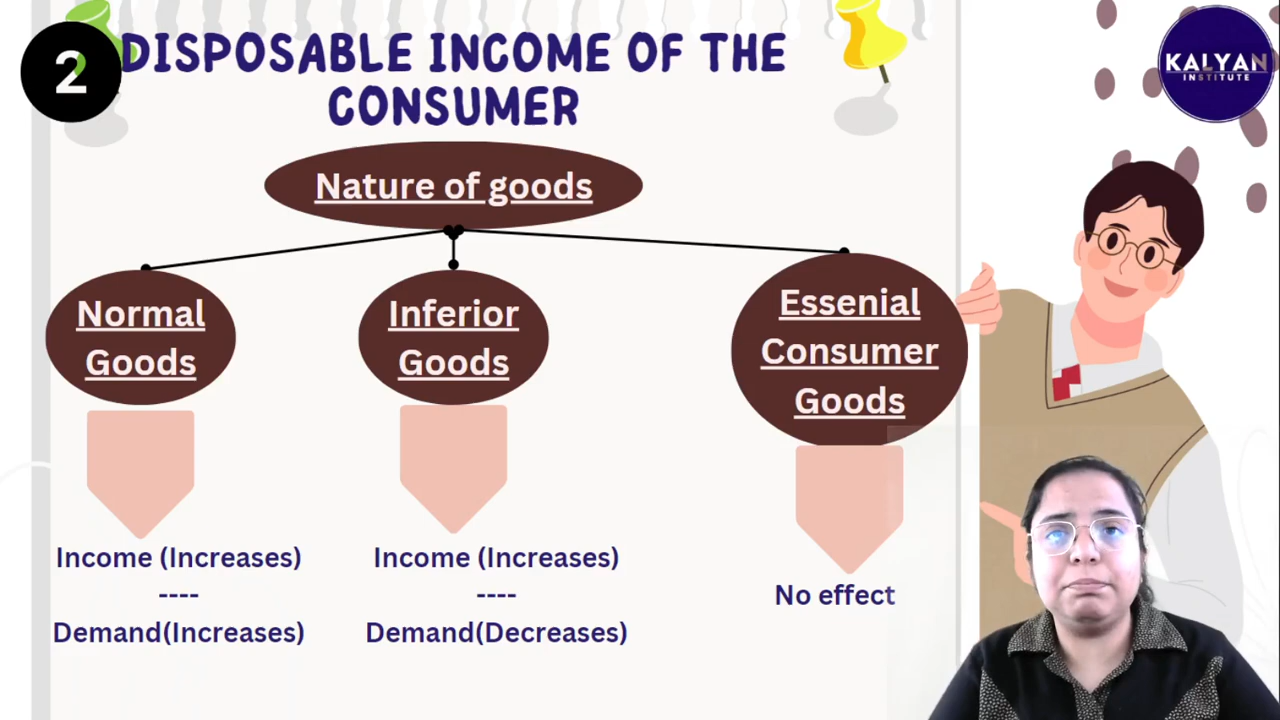 2
DISPOSABLE INCOME OF THE
CONSUMER
KALYAN
INSTITUTE
Nature of goods
Normal
Goods
Inferior
Goods
Essenial
Consumer
Goods
Income (Increases)
----
Demand(Increases)
Income (Increases)
----
Demand(Decreases)
No effect